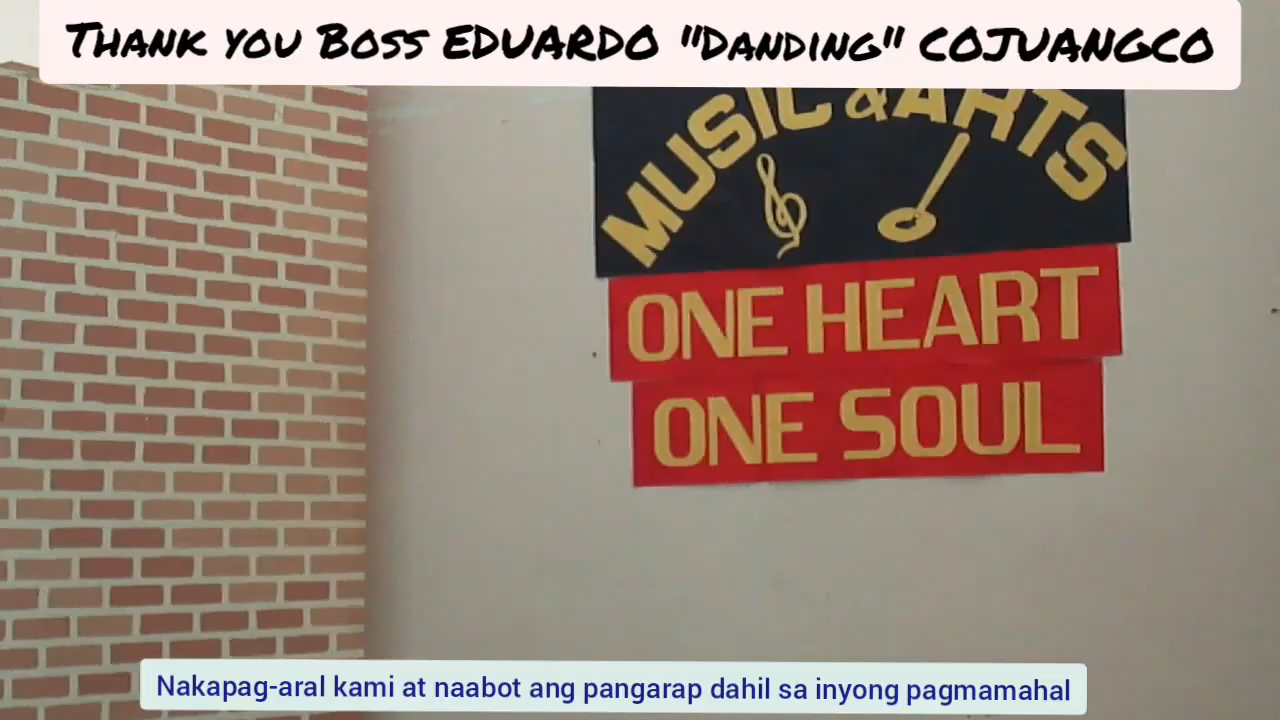 Thank you Boss EDUARDO "Danding" COJUANGCO
MUSIC & ARTS
ONE HEART
ONE SOUL
Nakapag-aral kami at naabot ang pangarap dahil sa inyong pagmamahal